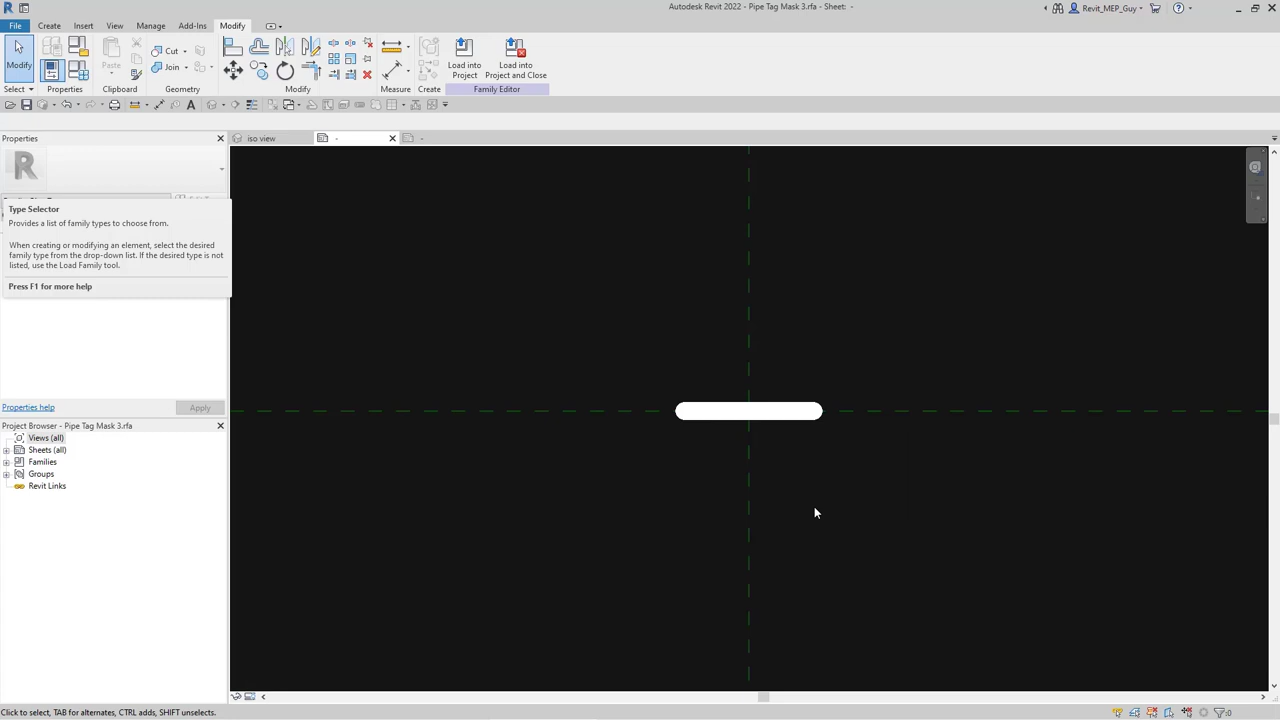 Autodesk Revit 2022 - Pipe Tag Mask 3.rfa - Sheet: -
Revit_MEP_Guy
File Create Insert View Manage Add-Ins Modify
Modify
Paste
Cut
Join
Load into
Project
Load into
Project and Close
Select Properties Clipboard Geometry Modify Measure Create Family Editor
Properties
iso view
-
-
Type Selector
Provides a list of family types to choose from.
When creating or modifying an element, select the desired
family type from the drop-down list. If the desired type is not
listed, use the Load Family tool.
Press F1 for more help
Properties help
Apply
Project Browser - Pipe Tag Mask 3.rfa
Views (all)
Sheets (all)
Families
Groups
Revit Links
Click to select, TAB for alternates, CTRL adds, SHIFT unselects.
:0